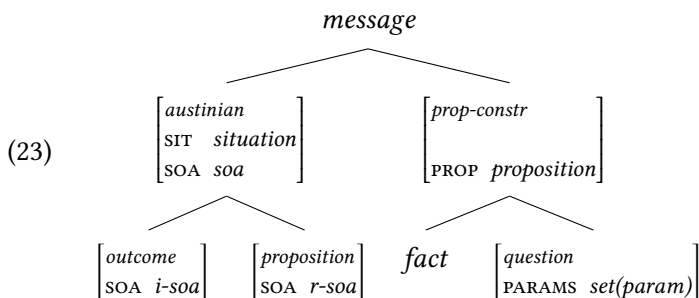 message
austinian prop-constr
(23) SIT situation
SOA soa PROP proposition
outcome proposition fact question
SOA i-soa SOA r-soa PARAMS set(param)